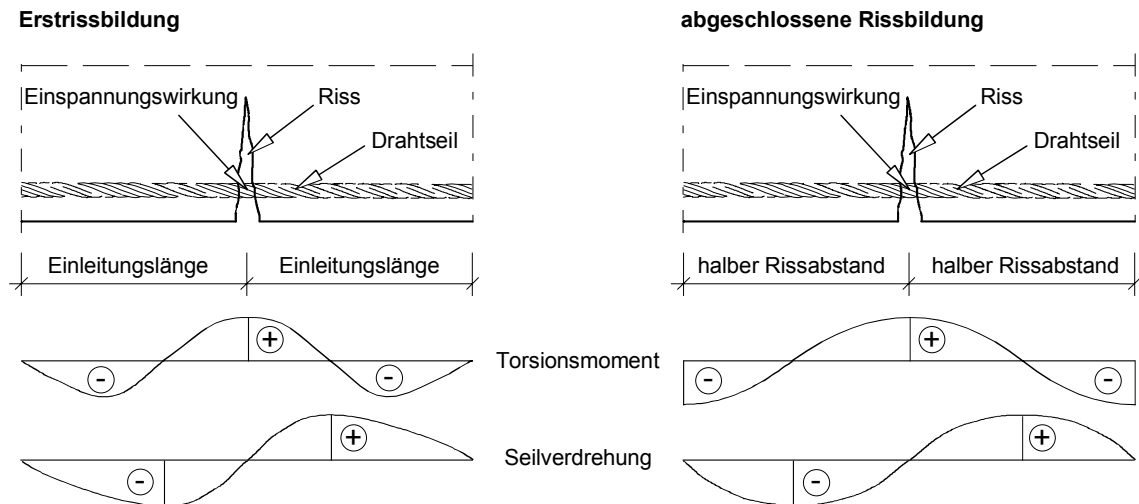 Erstrissbildung
abgeschlossene Rissbildung
Einspannungswirkung
Riss
Drahtseil
Einspannungswirkung
Riss
Drahtseil
Einleitungslänge
Einleitungslänge
halber Rissabstand
halber Rissabstand
+
-
-
Torsionsmoment
+
-
-
+
-
Seilverdrehung
+
-